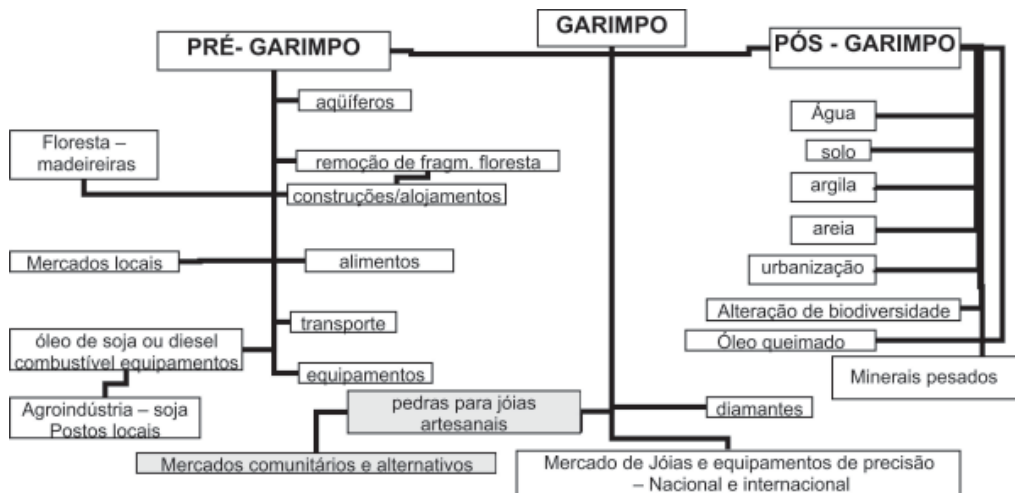 GARIMPO
PRÉ- GARIMPO
PÓS - GARIMPO
aqüíferos
Floresta –
madeireiras
remoção de fragm. floresta
construções/alojamentos
Mercados locais
alimentos
transporte
óleo de soja ou diesel
combustível equipamentos
equipamentos
Agroindústria – soja
Postos locais
pedras para jóias
artesanais
Mercados comunitários e alternativos
diamantes
Mercado de Jóias e equipamentos de precisão
– Nacional e internacional
Água
solo
argila
areia
urbanização
Alteração de biodiversidade
Óleo queimado
Minerais pesados